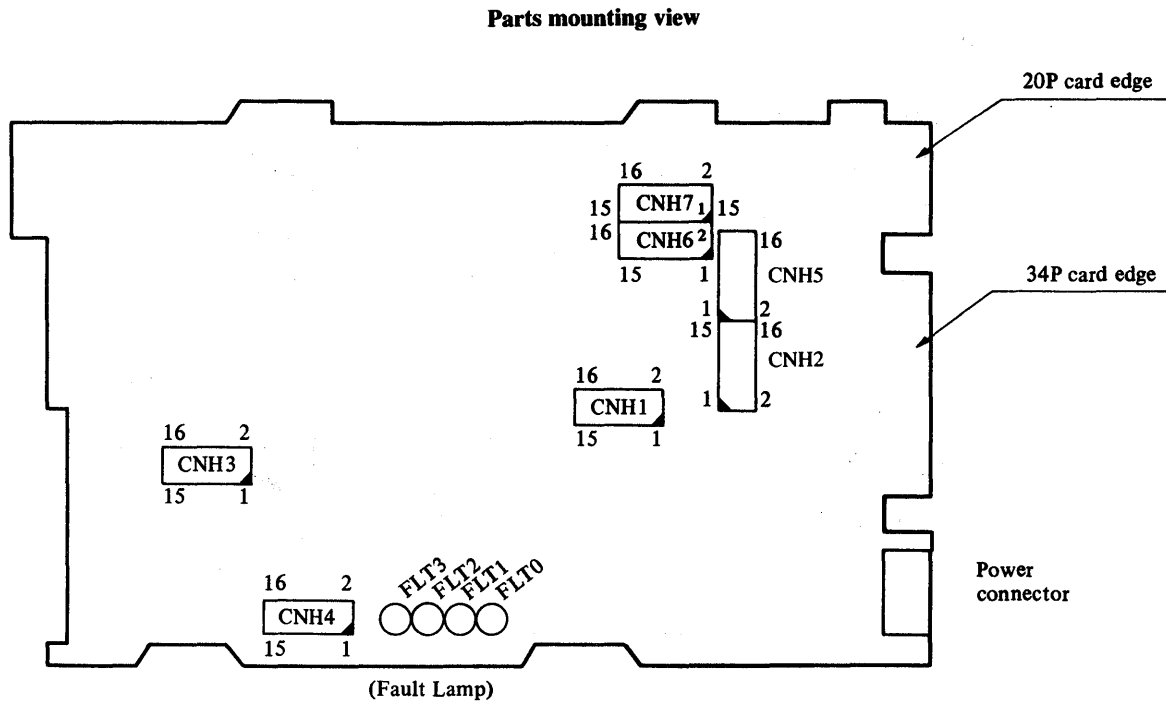 Parts mounting view
20P card edge
16 2
15 CNH7 1 15
16 CNH6 2 16
15 1 CNH5
34P card edge
1 2
15 16
CNH2
16 2
CNH1 1 2
15 1
16 2
CNH3
15 1
FLT3 FLT2 FLT1 FLT0
Power
connector
16 2
CNH4
15 1
(Fault Lamp)